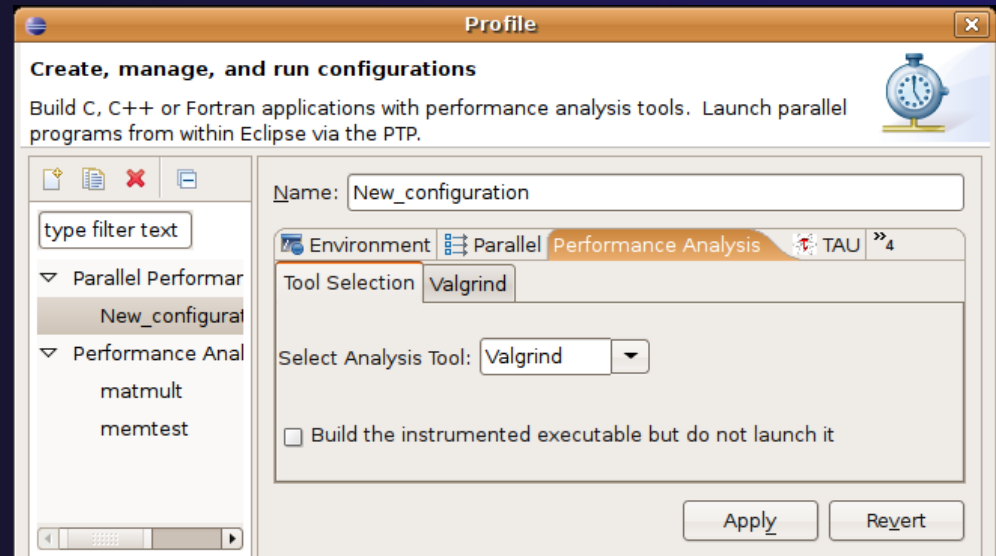 Profile
Create, manage, and run configurations
Build C, C++ or Fortran applications with performance analysis tools. Launch parallel
programs from within Eclipse via the PTP.
Name: New_configuration
type filter text
Environment Parallel Performance Analysis TAU »4
Parallel Performar
Tool Selection Valgrind
New_configurat
Performance Anal
Select Analysis Tool: Valgrind
matmult
memtest
Build the instrumented executable but do not launch it
Apply Revert